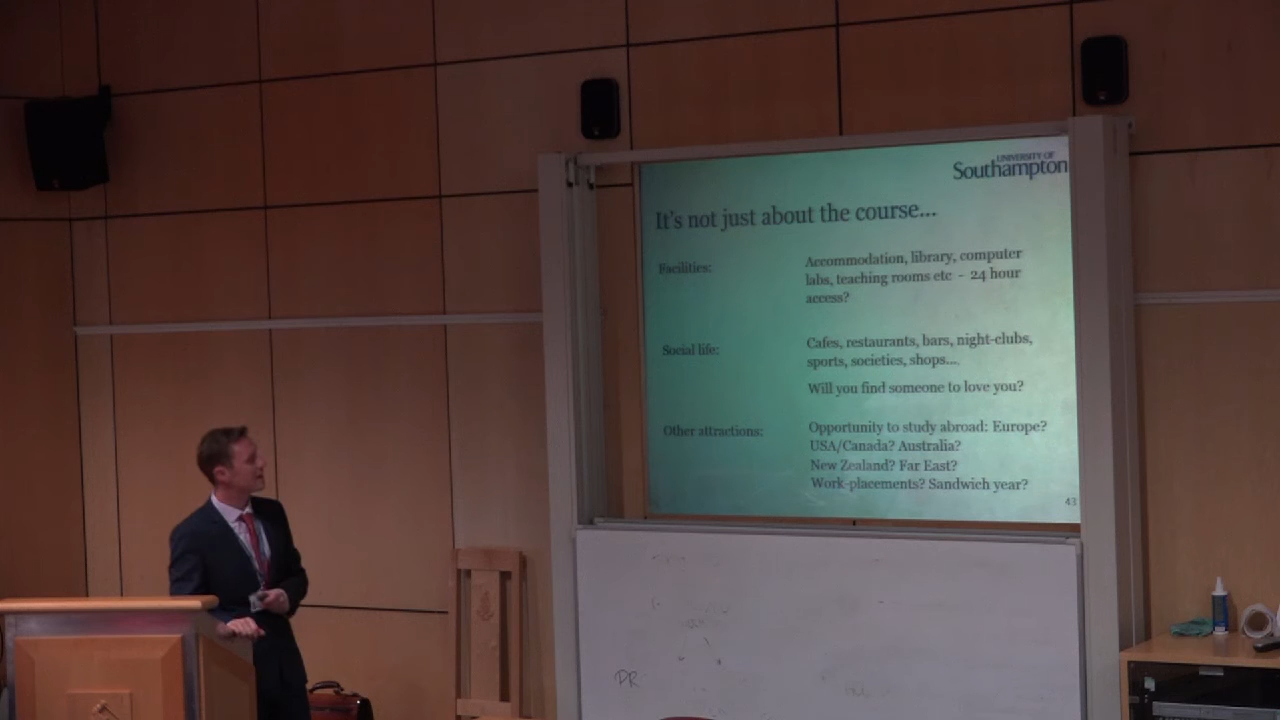 UNIVERSITY OF
Southampton
It's not just about the course...
Facilities:
Accommodation, library, computer
labs, teaching rooms etc - 24 hour
access?
Social life:
Cafes, restaurants, bars, night-clubs,
sports, societies, shops...
Will you find someone to love you?
Other attractions:
Opportunity to study abroad: Europe?
USA/Canada? Australia?
New Zealand? Far East?
Work-placements? Sandwich year?
43
PR